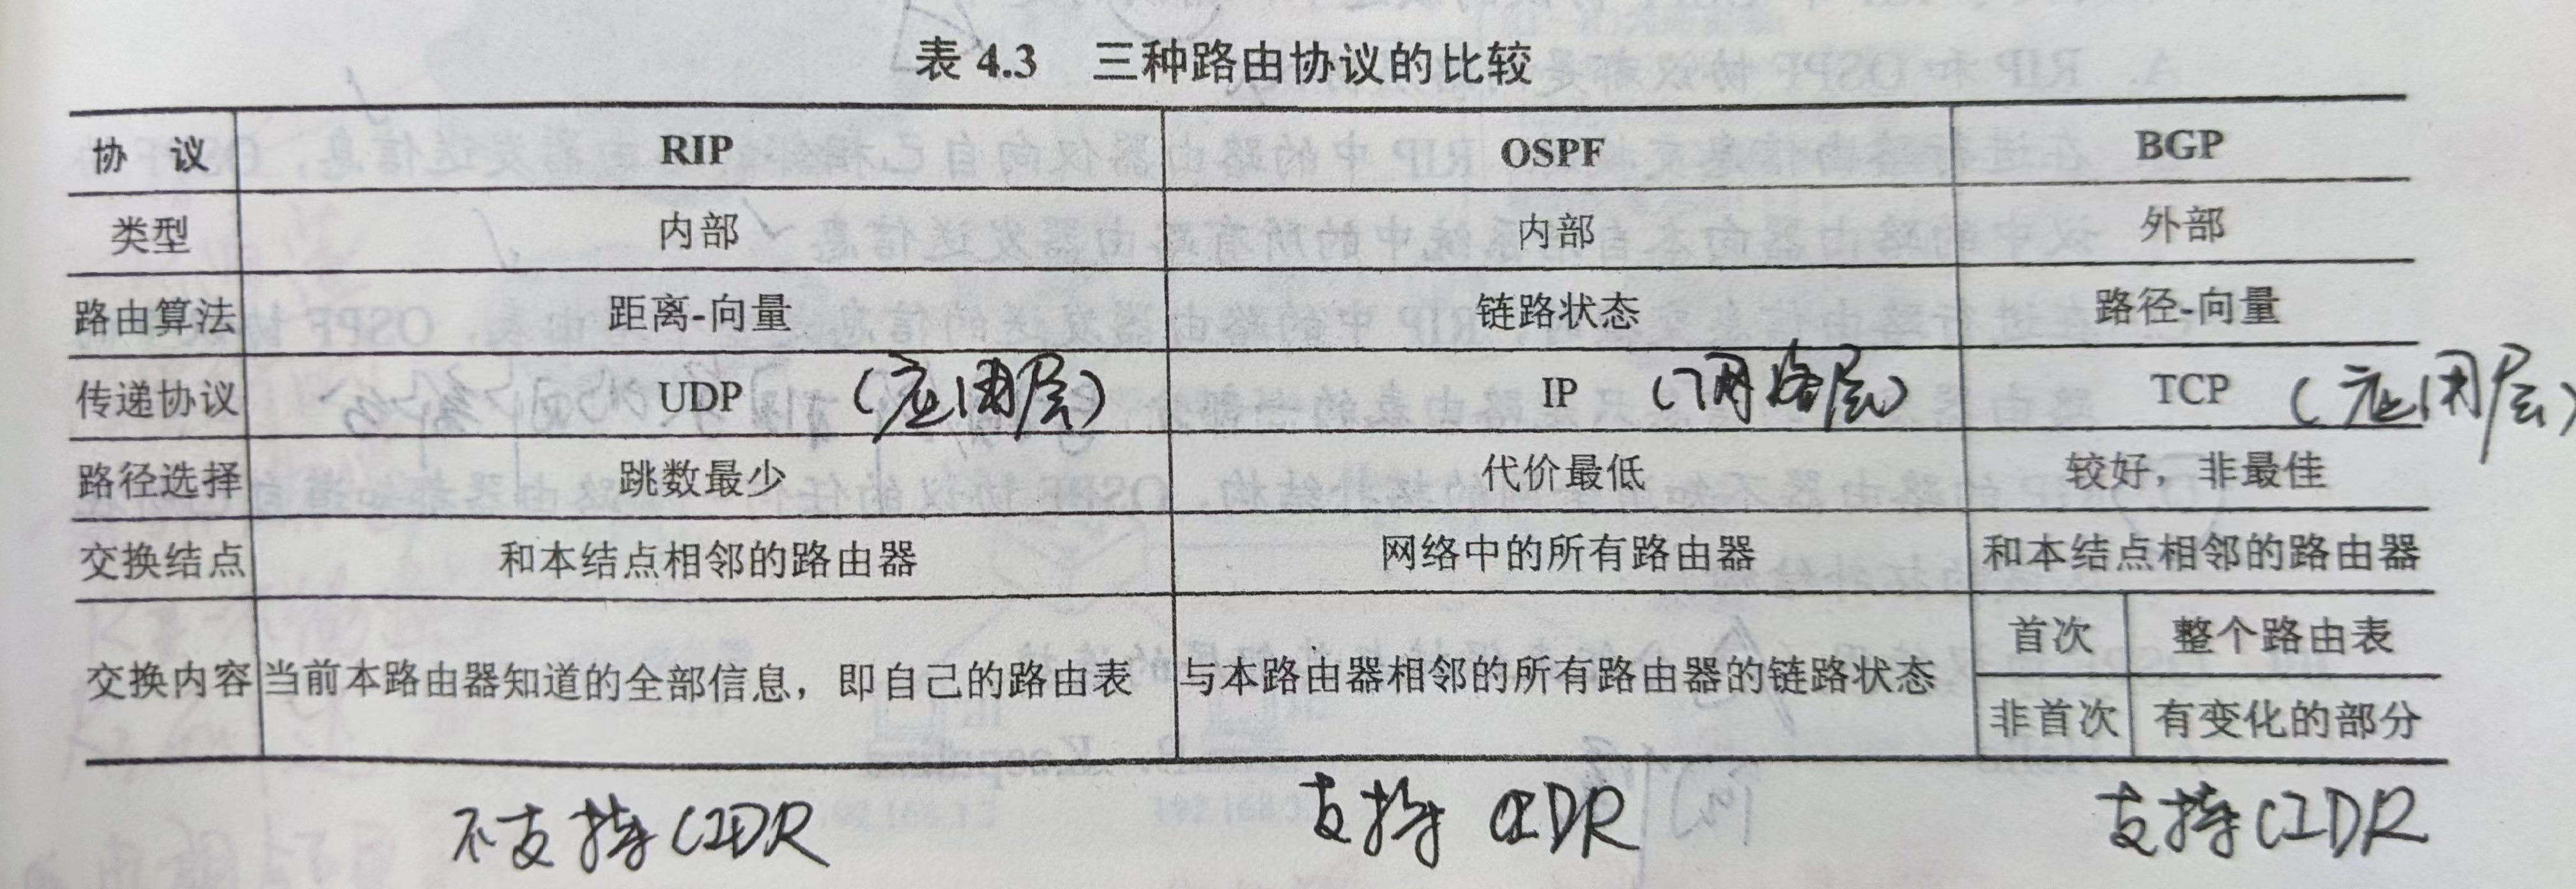 表 4.3 三种路由协议的比较
协 议 RIP OSPF BGP
类型 内部 内部 外部
路由算法 距离-向量 链路状态 路径-向量
传递协议 UDP (应用层) IP (网络层) TCP (应用层)
路径选择 跳数最少 代价最低 较好，非最佳
交换结点 和本结点相邻的路由器 网络中的所有路由器 和本结点相邻的路由器
交换内容 当前本路由器知道的全部信息，即自己的路由表 与本路由器相邻的所有路由器的链路状态 首次 整个路由表
非首次 有变化的部分
不支持CIDR 支持 CIDR 支持CIDR